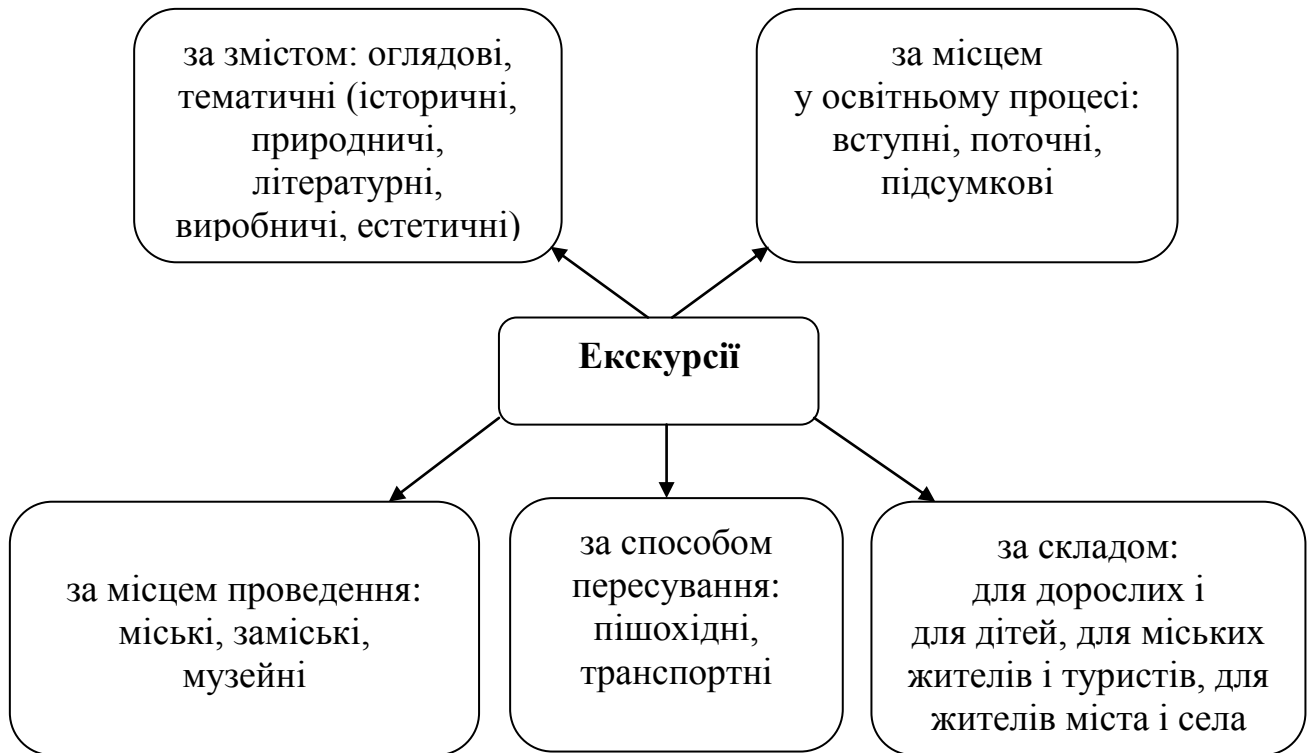 за змістом: оглядові,
тематичні (історичні,
природничі,
літературні,
виробничі, естетичні)
за місцем
у освітньому процесі:
вступні, поточні,
підсумкові
Екскурсії
за місцем проведення:
міські, заміські,
музейні
за способом
пересування:
пішохідні,
транспортні
за складом:
для дорослих і
для дітей, для міських
жителів і туристів, для
жителів міста і села